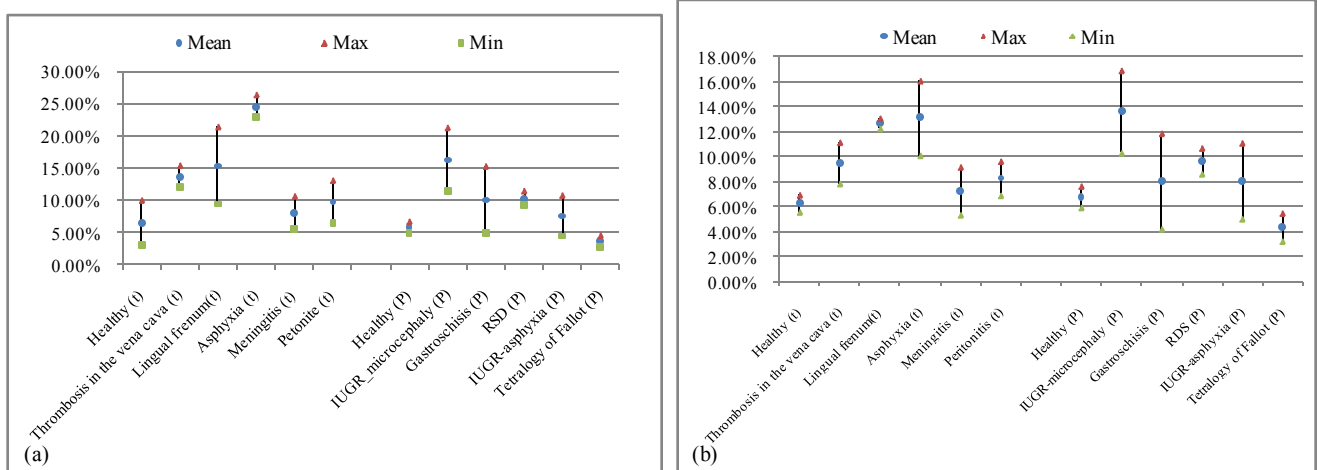 Mean Max Min
30.00%
25.00%
20.00%
15.00%
10.00%
5.00%
0.00%
Healthy (t)
Thrombosis in the vena cava (t)
Lingual frenum(t)
Asphyxia (t)
Meningitis (t)
Petonite (t)
Healthy (P)
IUGR_microcephaly (P)
Gastroschisis (P)
RSD (P)
IUGR-asphyxia (P)
Tetralogy of Fallot (P)
(a)
Mean Max Min
18.00%
16.00%
14.00%
12.00%
10.00%
8.00%
6.00%
4.00%
2.00%
0.00%
Healthy (t)
Thrombosis in the vena cava (t)
Lingual frenum(t)
Asphyxia (t)
Meningitis (t)
Peritonitis (t)
Healthy (P)
IUGR-microcephaly (P)
Gastroschisis (P)
RDS (P)
IUGR-asphyxia (P)
Tetralogy of Fallot (P)
(b)